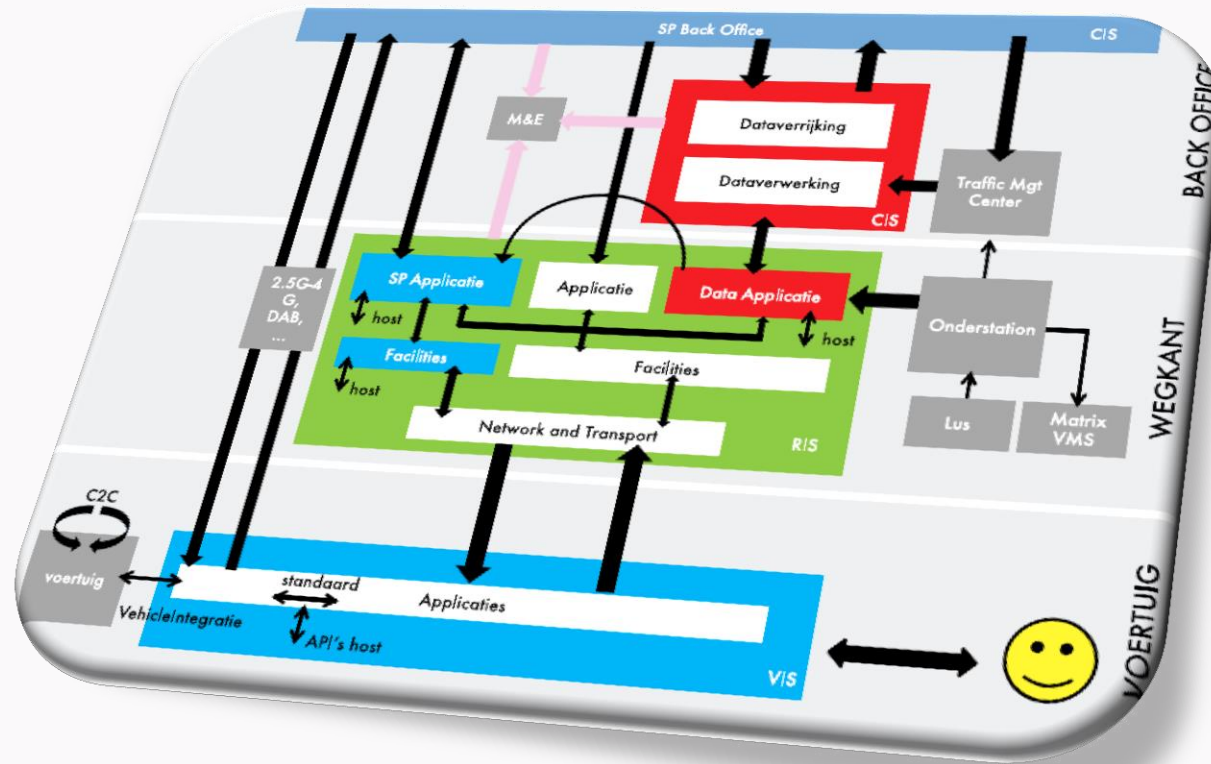 SP Back Office
CIS
BACK OFFICE
M&E
Dataverrijking
Dataverwerking
CIS
Traffic Mgt
Center
WEGKANT
2.5G-4
G,
DAB,
...
SP Applicatie
Applicatie
Data Applicatie
host
host
Facilities
Facilities
host
Network and Transport
RIS
Onderstation
Lus
Matrix
VMS
VOERTUIG
C2C
voertuig
VehicleIntegratie
standaard
Applicaties
API's host
VIS